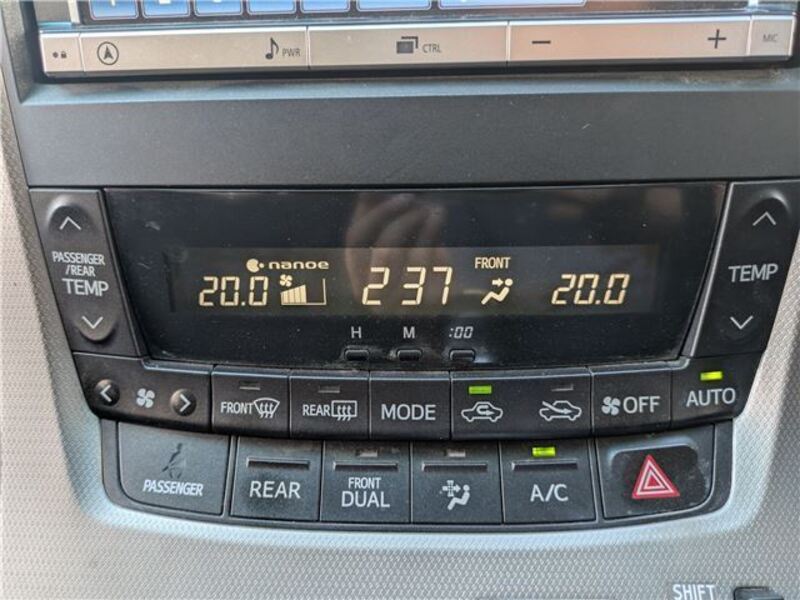 PWR CTRL − + MIC
nanoe FRONT
20.0 237 20.0
PASSENGER
/REAR
TEMP
TEMP
H M :00
FRONT REAR MODE OFF AUTO
PASSENGER REAR FRONT
DUAL A/C
SHIFT